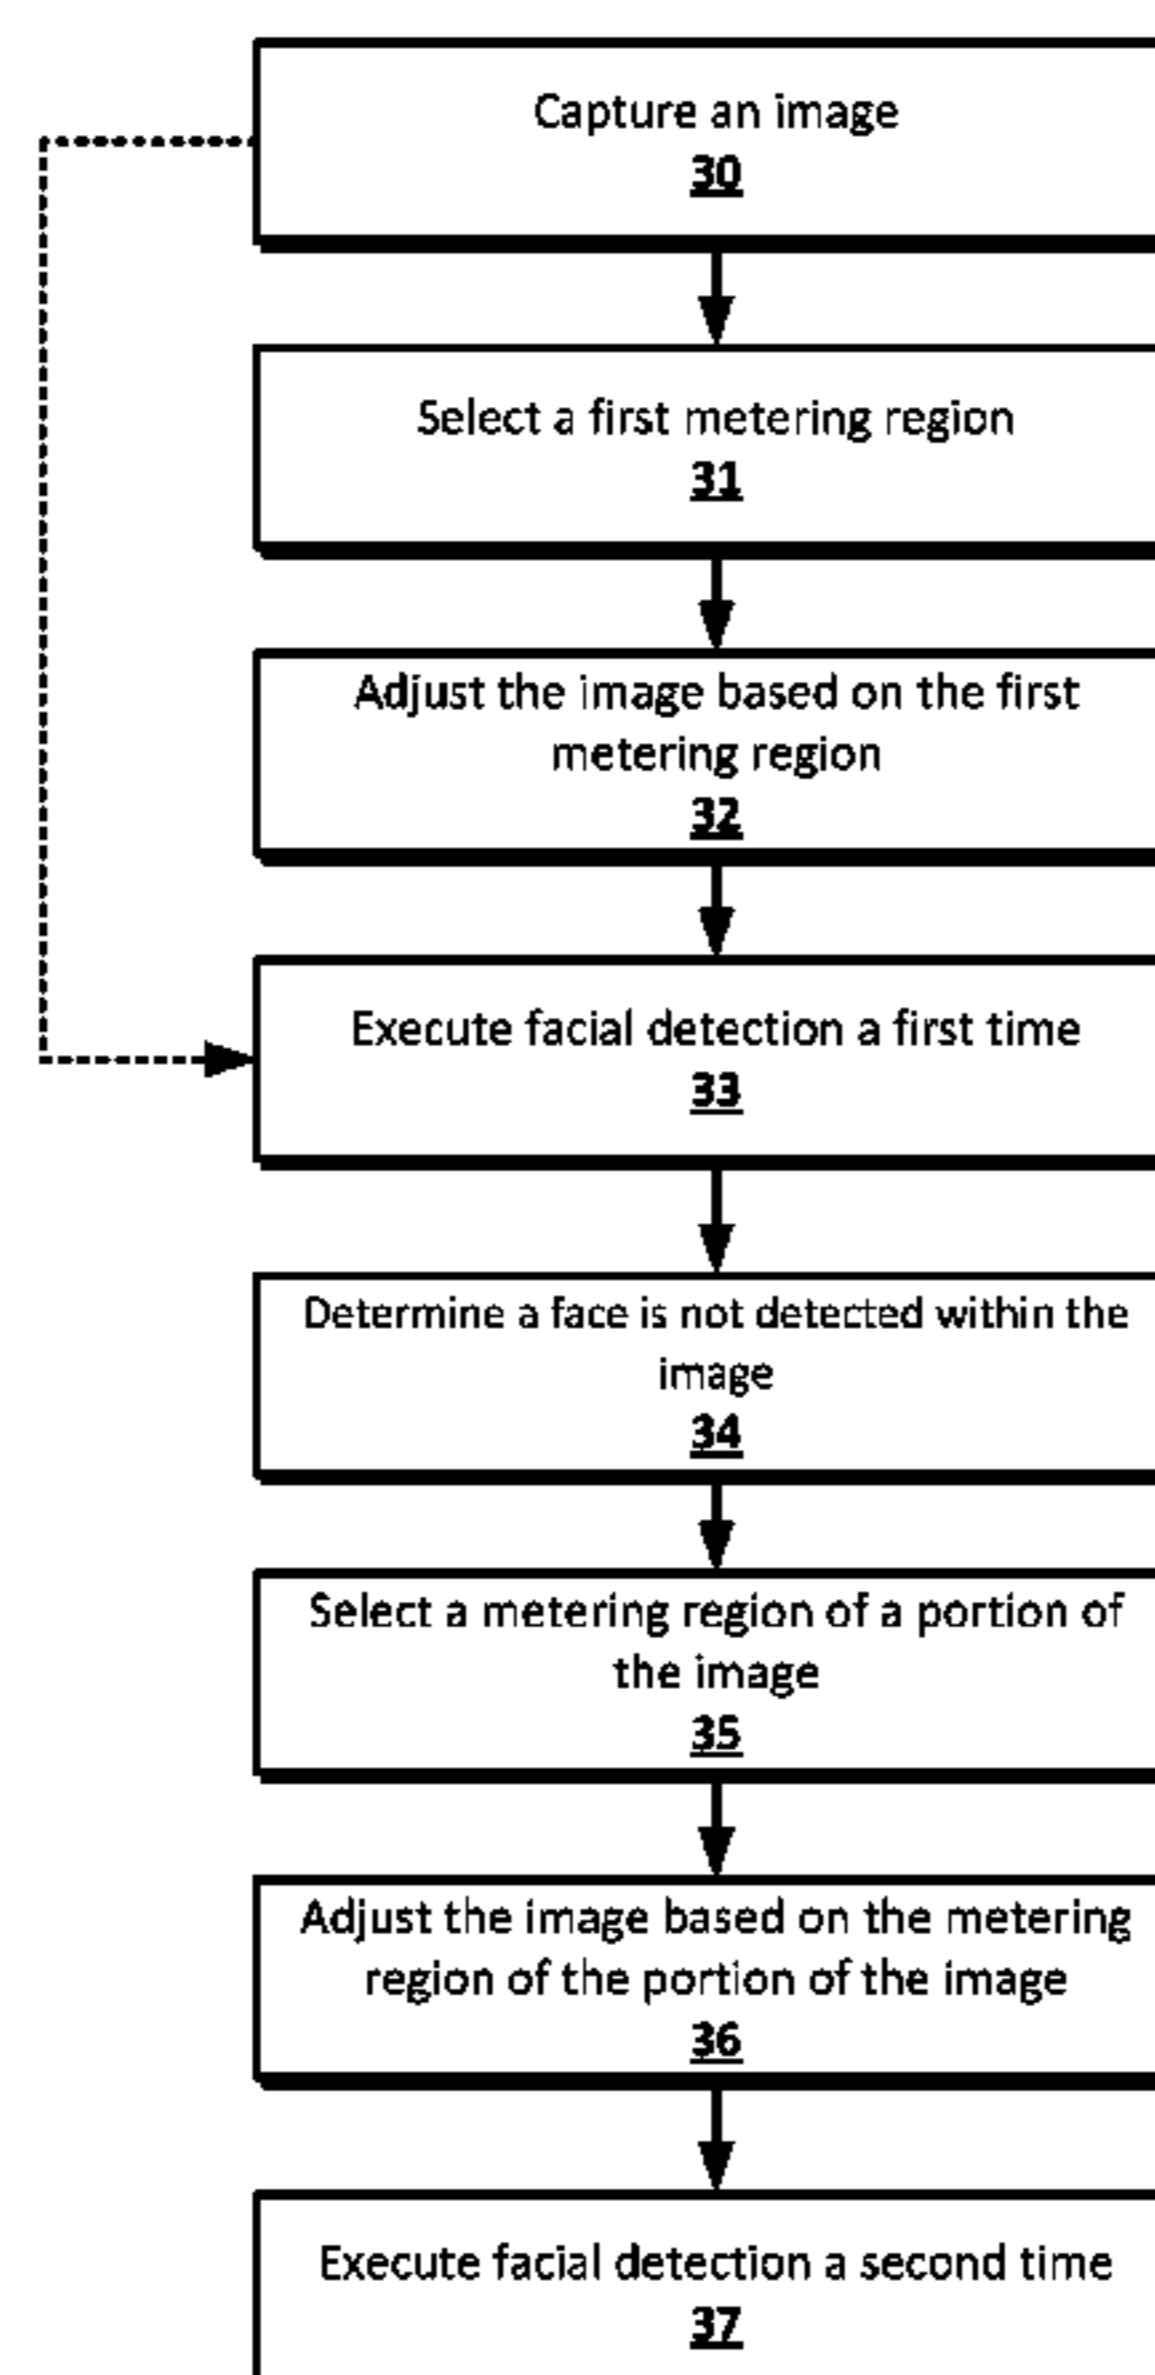 Capture an image
30
Select a first metering region
31
Adjust the image based on the first
metering region
32
Execute facial detection a first time
33
Determine a face is not detected within the
image
34
Select a metering region of a portion of
the image
35
Adjust the image based on the metering
region of the portion of the image
36
Execute facial detection a second time
37